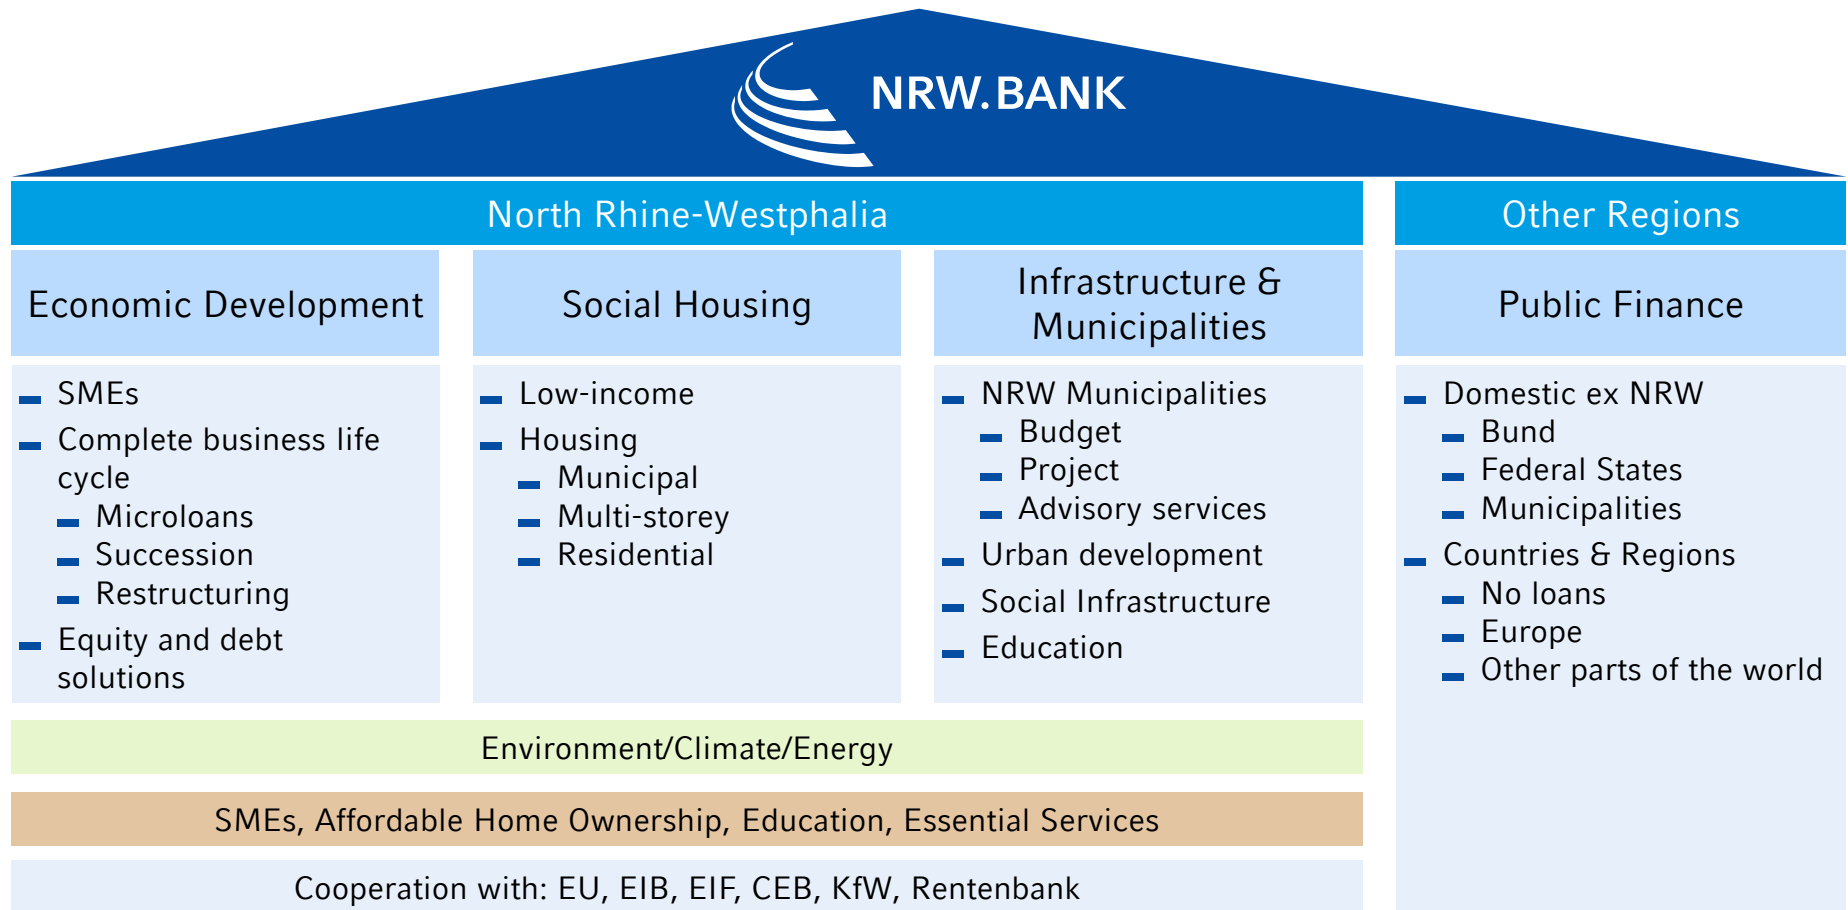 NRW.BANK
North Rhine-Westphalia
Other Regions
Economic Development
Social Housing
Infrastructure &
Municipalities
Public Finance
SMEs
Complete business life
cycle
Microloans
Succession
Restructuring
Equity and debt
solutions
Low-income
Housing
Municipal
Multi-storey
Residential
NRW Municipalities
Budget
Project
Advisory services
Urban development
Social Infrastructure
Education
Domestic ex NRW
Bund
Federal States
Municipalities
Countries & Regions
No loans
Europe
Other parts of the world
Environment/Climate/Energy
SMEs, Affordable Home Ownership, Education, Essential Services
Cooperation with: EU, EIB, EIF, CEB, KfW, Rentenbank